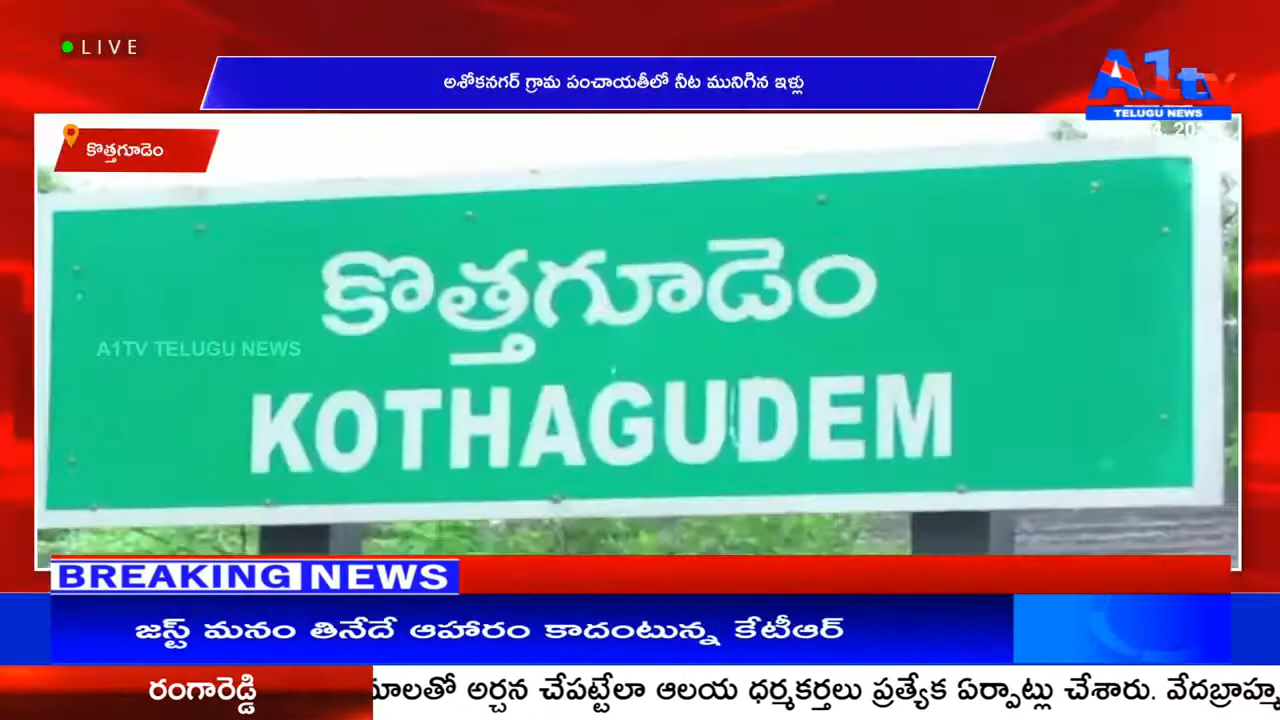 LIVE
అశోకనగర్ గ్రామ పంచాయతీలో నీట మునిగిన ఇళ్లు
A1tv
TELUGU NEWS
కొత్తగూడెం
కొత్తగూడెం
A1TV TELUGU NEWS
KOTHAGUDEM
BREAKING NEWS
జస్ట్ మనం తినేదే ఆహారం కాదంటున్న కేటీఆర్
రంగారెడ్డి
అర్చన చేపట్టేలా ఆలయ ధర్మకర్తలు ప్రత్యేక ఏర్పాట్లు చేశారు.